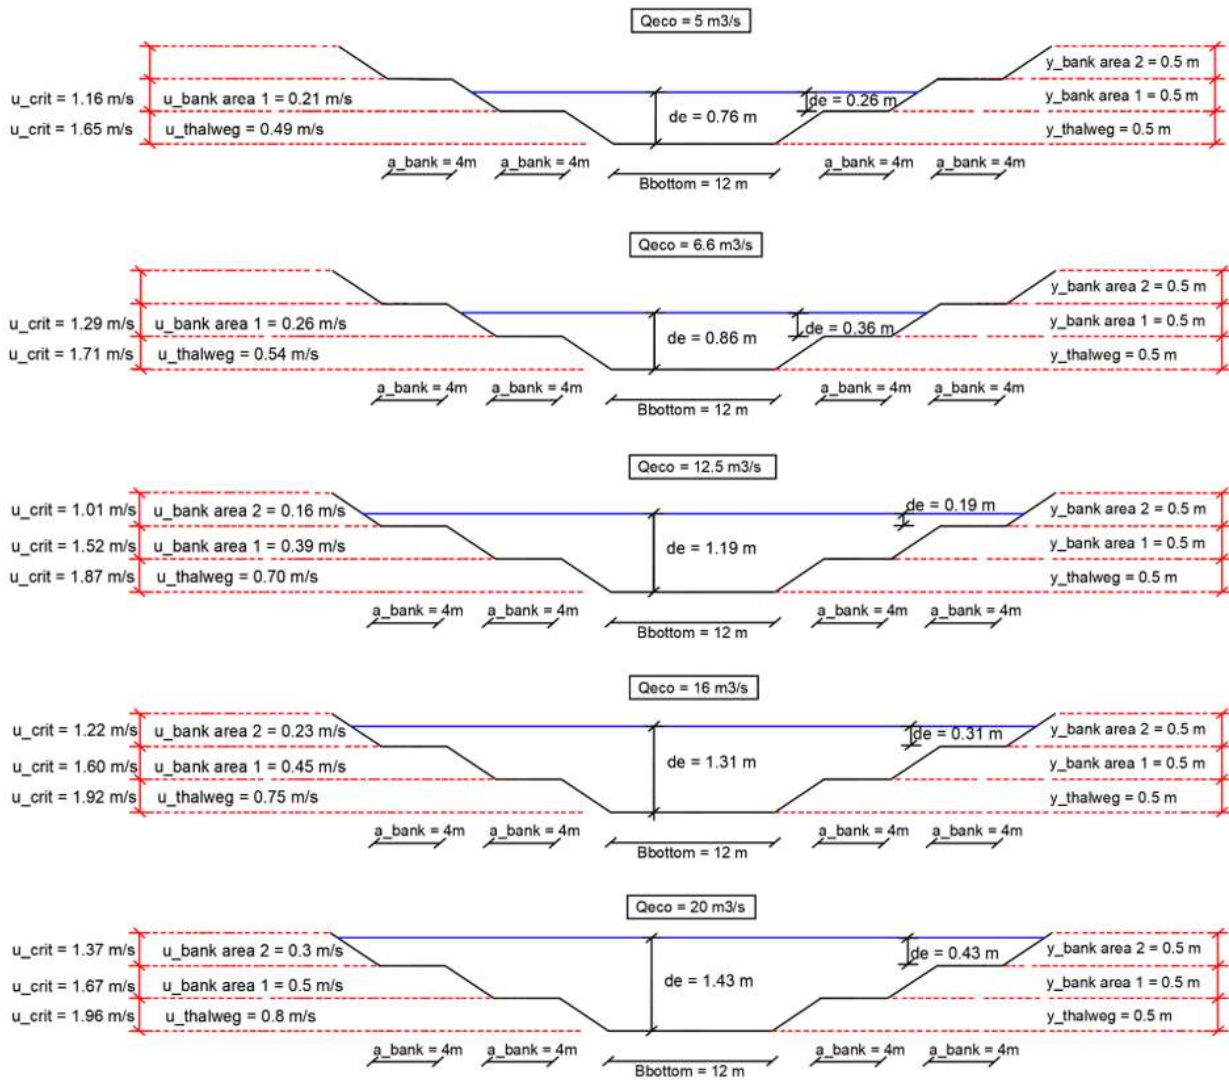 Qeco = 5 m3/s
y_bank area 2 = 0.5 m
u_crit = 1.16 m/s u_bank area 1 = 0.21 m/s de = 0.26 m y_bank area 1 = 0.5 m
de = 0.76 m
u_crit = 1.65 m/s u_thalweg = 0.49 m/s y_thalweg = 0.5 m
a_bank = 4m a_bank = 4m a_bank = 4m a_bank = 4m
Bbottom = 12 m
Qeco = 6.6 m3/s
y_bank area 2 = 0.5 m
u_crit = 1.29 m/s u_bank area 1 = 0.26 m/s de = 0.36 m y_bank area 1 = 0.5 m
de = 0.86 m
u_crit = 1.71 m/s u_thalweg = 0.54 m/s y_thalweg = 0.5 m
a_bank = 4m a_bank = 4m a_bank = 4m a_bank = 4m
Bbottom = 12 m
Qeco = 12.5 m3/s
u_crit = 1.01 m/s u_bank area 2 = 0.16 m/s de = 0.19 m y_bank area 2 = 0.5 m
u_crit = 1.52 m/s u_bank area 1 = 0.39 m/s de = 1.19 m y_bank area 1 = 0.5 m
u_crit = 1.87 m/s u_thalweg = 0.70 m/s y_thalweg = 0.5 m
a_bank = 4m a_bank = 4m a_bank = 4m a_bank = 4m
Bbottom = 12 m
Qeco = 16 m3/s
u_crit = 1.22 m/s u_bank area 2 = 0.23 m/s de = 0.31 m y_bank area 2 = 0.5 m
u_crit = 1.60 m/s u_bank area 1 = 0.45 m/s de = 1.31 m y_bank area 1 = 0.5 m
u_crit = 1.92 m/s u_thalweg = 0.75 m/s y_thalweg = 0.5 m
a_bank = 4m a_bank = 4m a_bank = 4m a_bank = 4m
Bbottom = 12 m
Qeco = 20 m3/s
u_crit = 1.37 m/s u_bank area 2 = 0.3 m/s de = 0.43 m y_bank area 2 = 0.5 m
u_crit = 1.67 m/s u_bank area 1 = 0.5 m/s de = 1.43 m y_bank area 1 = 0.5 m
u_crit = 1.96 m/s u_thalweg = 0.8 m/s y_thalweg = 0.5 m
a_bank = 4m a_bank = 4m a_bank = 4m a_bank = 4m
Bbottom = 12 m